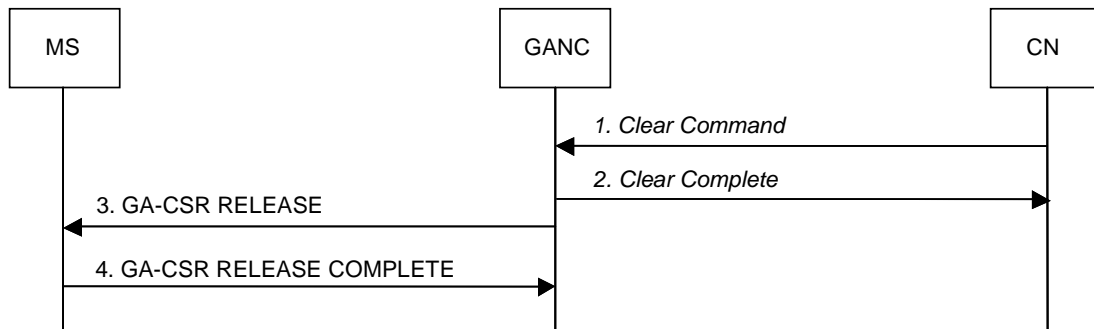 MS
GANC
CN
1. Clear Command
2. Clear Complete
3. GA-CSR RELEASE
4. GA-CSR RELEASE COMPLETE